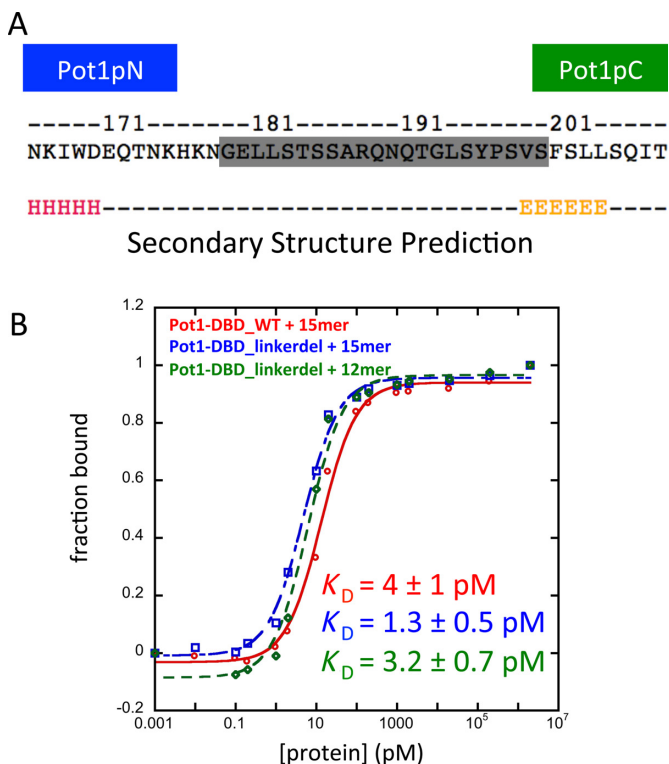 A
Pot1pN Pot1pC
-----171-------181-------191-------201-----
NKIWDEQTNKHKNGELLSTSSARQNQTGLSYPSVSFSLLSQIT
HHHHH----------------------------EEEEEE----
Secondary Structure Prediction
B
Pot1-DBD_WT + 15mer
Pot1-DBD_linkerdel + 15mer
Pot1-DBD_linkerdel + 12mer
fraction bound
1.2
1
0.8
0.6
0.4
0.2
0
-0.2
K_D = 4 ± 1 pM
K_D = 1.3 ± 0.5 pM
K_D = 3.2 ± 0.7 pM
0.001 0.1 10 1000 10^5 10^7
[protein] (pM)